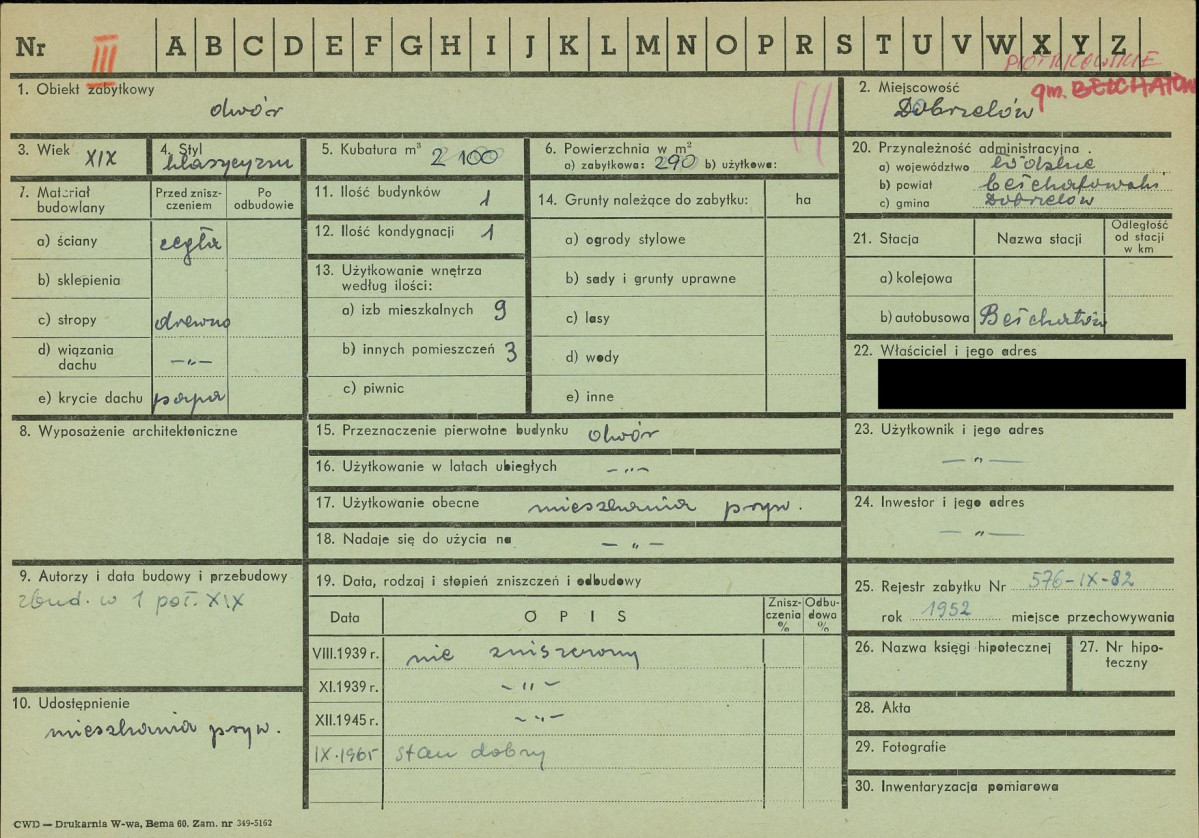 Nr III A B C D E F G H I J K L M N O P R S T U V W X Y Z
PIOTRKOWSKIE
gm. BEŁCHATÓW
1. Obiekt zabytkowy
dwór
2. Miejscowość
Dobrzelów
3. Wiek XIX
4. Styl
klasycyzm
5. Kubatura m³ 2 100
6. Powierzchnia w m²
a) zabytkowa: 290 b) użytkowa:
7. Materiał budowlany
Przed zniszczeniem
Po odbudowie
a) ściany cegła
b) sklepienia
c) stropy drewno
d) wiązania dachu -„-
e) krycie dachu papa
8. Wyposażenie architektoniczne
9. Autorzy i data budowy i przebudowy
zbud. w 1 poł. XIX
10. Udostępnienie
mieszkania pryw.
11. Ilość budynków 1
12. Ilość kondygnacji 1
13. Użytkowanie wnętrza
według ilości:
a) izb mieszkalnych 9
b) innych pomieszczeń 3
c) piwnic
14. Grunty należące do zabytku: ha
a) ogrody stylowe
b) sady i grunty uprawne
c) lasy
d) wody
e) inne
15. Przeznaczenie pierwotne budynku dwór
16. Użytkowanie w latach ubiegłych -„-
17. Użytkowanie obecne mieszkania pryw.
18. Nadaje się do użycia na -„-
19. Data, rodzaj i stopień zniszczeń i odbudowy
Data OPIS Zniszczenia % Odbudowa %
VIII.1939 r. nie zniszczony
XI.1939 r. -„-
XII.1945 r. -„-
IX.1965 stan dobry
20. Przynależność administracyjna .
a) województwo łódzkie
b) powiat bełchatowski
c) gmina Dobrzelów
21. Stacja Nazwa stacji Odległość od stacji w km
a) kolejowa
b) autobusowa Bełchatów
22. Właściciel i jego adres
23. Użytkownik i jego adres
-„-
24. Inwestor i jego adres
-„-
25. Rejestr zabytku Nr 576-IX-82
rok 1952 miejsce przechowywania
26. Nazwa księgi hipotecznej
27. Nr hipoteczny
28. Akta
29. Fotografie
30. Inwentaryzacja pomiarowa
CWD — Drukarnia W-wa, Bema 60. Zam. nr 349-5162